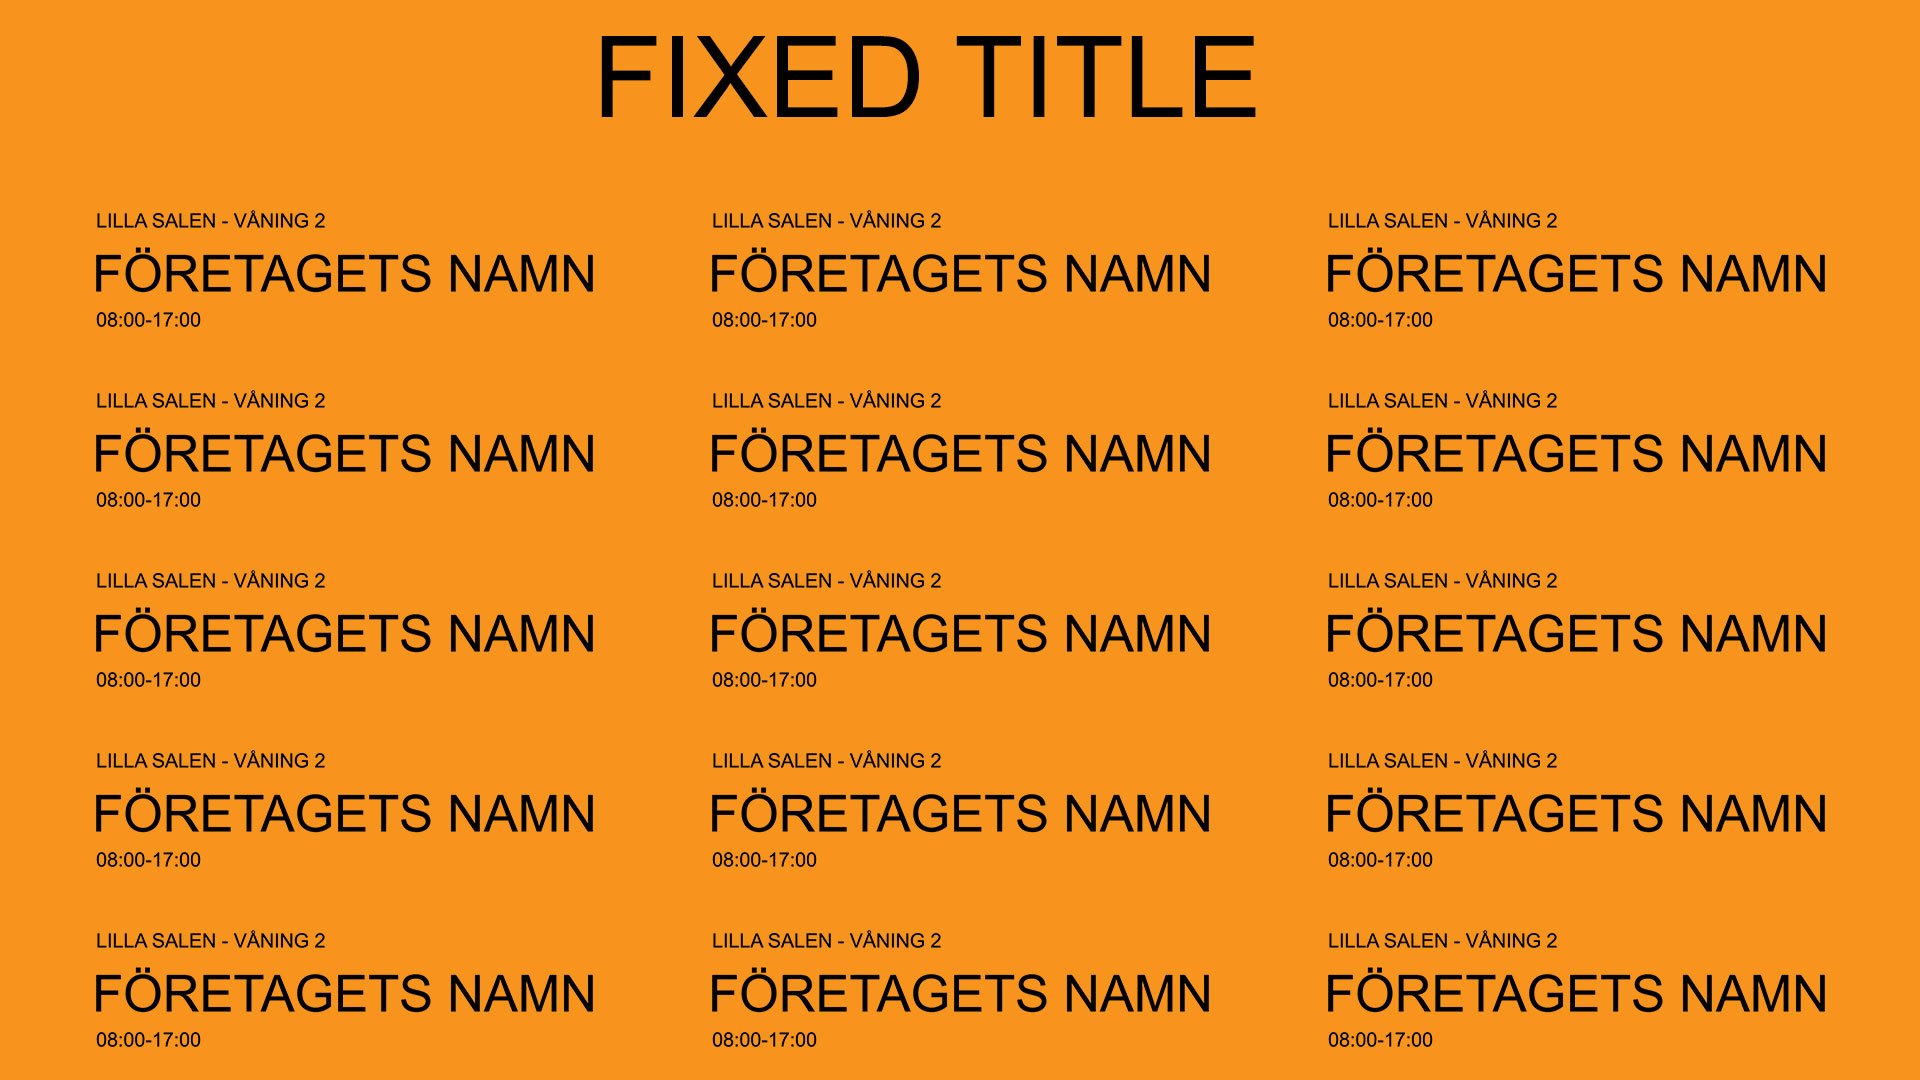 FIXED TITLE
LILLA SALEN - VÅNING 2
FÖRETAGETS NAMN
08:00-17:00
LILLA SALEN - VÅNING 2
FÖRETAGETS NAMN
08:00-17:00
LILLA SALEN - VÅNING 2
FÖRETAGETS NAMN
08:00-17:00
LILLA SALEN - VÅNING 2
FÖRETAGETS NAMN
08:00-17:00
LILLA SALEN - VÅNING 2
FÖRETAGETS NAMN
08:00-17:00
LILLA SALEN - VÅNING 2
FÖRETAGETS NAMN
08:00-17:00
LILLA SALEN - VÅNING 2
FÖRETAGETS NAMN
08:00-17:00
LILLA SALEN - VÅNING 2
FÖRETAGETS NAMN
08:00-17:00
LILLA SALEN - VÅNING 2
FÖRETAGETS NAMN
08:00-17:00
LILLA SALEN - VÅNING 2
FÖRETAGETS NAMN
08:00-17:00
LILLA SALEN - VÅNING 2
FÖRETAGETS NAMN
08:00-17:00
LILLA SALEN - VÅNING 2
FÖRETAGETS NAMN
08:00-17:00
LILLA SALEN - VÅNING 2
FÖRETAGETS NAMN
08:00-17:00
LILLA SALEN - VÅNING 2
FÖRETAGETS NAMN
08:00-17:00
LILLA SALEN - VÅNING 2
FÖRETAGETS NAMN
08:00-17:00